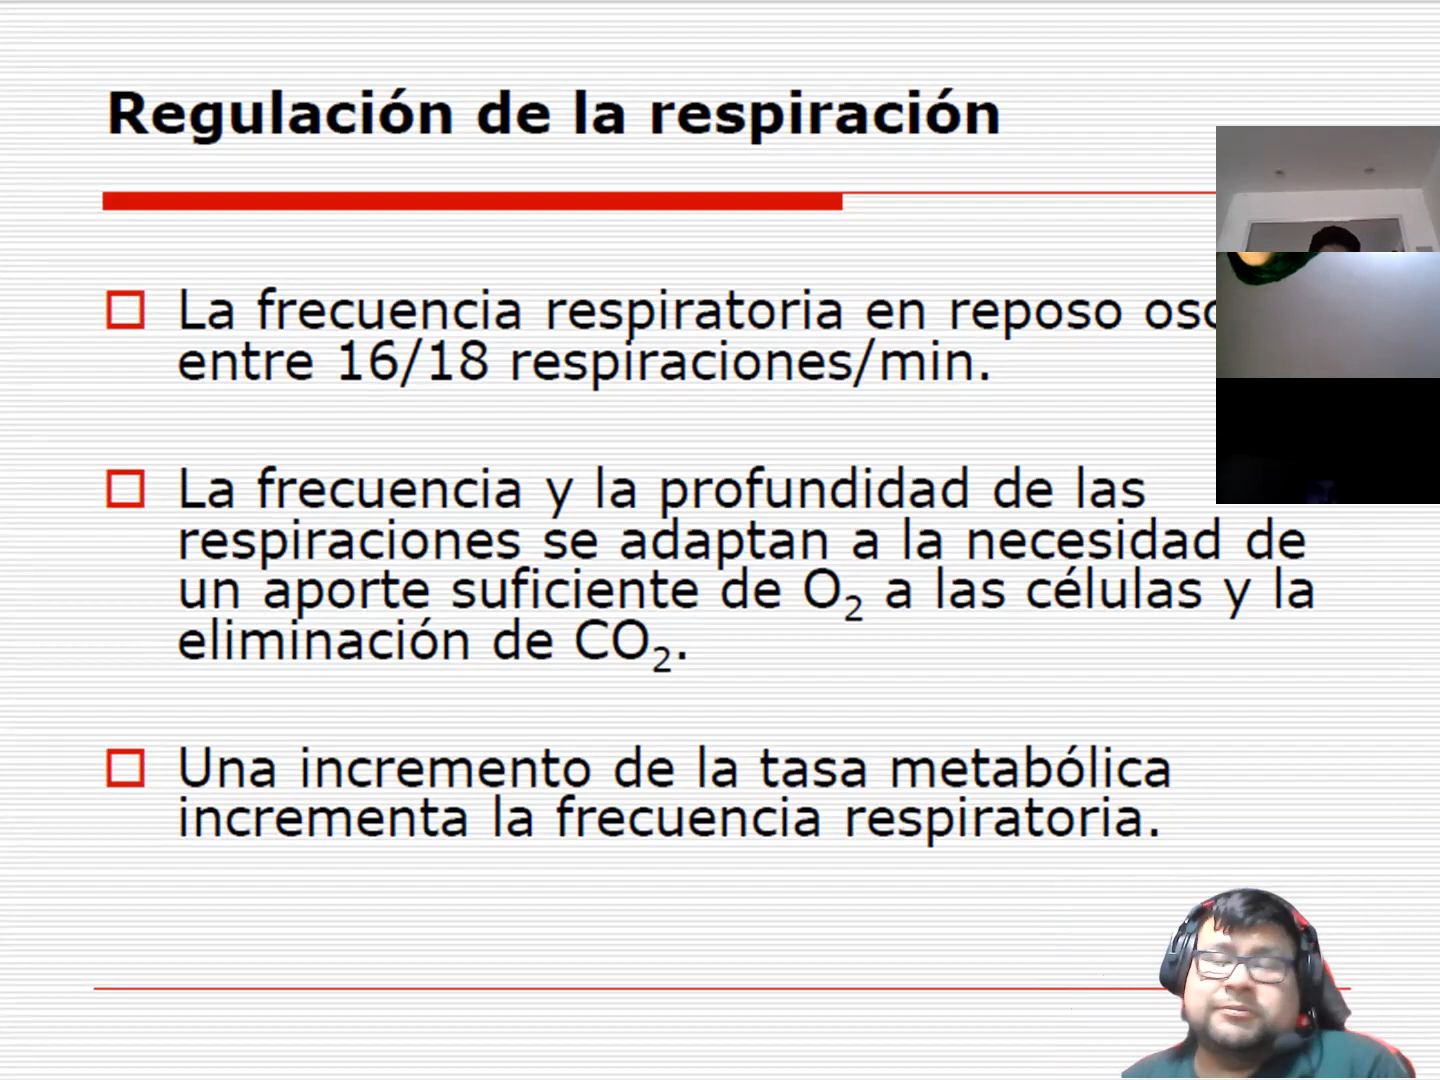 Regulación de la respiración
La frecuencia respiratoria en reposo
entre 16/18 respiraciones/min.
La frecuencia y la profundidad de las
respiraciones se adaptan a la necesidad de
un aporte suficiente de O₂ a las células y la
eliminación de CO₂.
Una incremento de la tasa metabólica
incrementa la frecuencia respiratoria.